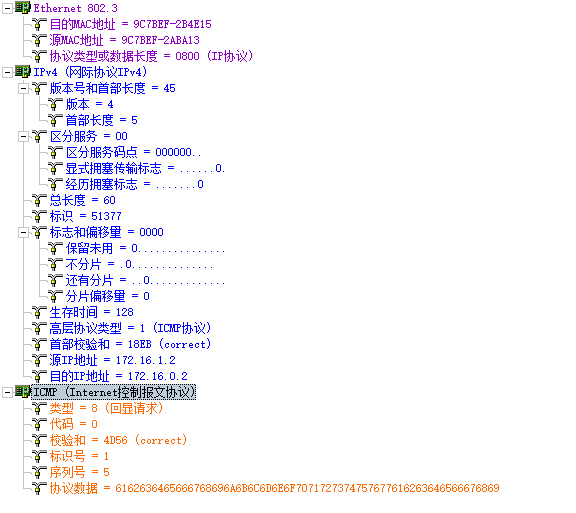 Ethernet 802.3
目的MAC地址 = 9C7BEF-2B4E15
源MAC地址 = 9C7BEF-2ABA13
协议类型或数据长度 = 0800 (IP协议)
IPv4 (网际协议IPv4)
版本号和首部长度 = 45
版本 = 4
首部长度 = 5
区分服务 = 00
区分服务码点 = 000000..
显式拥塞传输标志 = ......0.
经历拥塞标志 = .......0
总长度 = 60
标识 = 51377
标志和偏移量 = 0000
保留未用 = 0...............
不分片 = .0..............
还有分片 = ..0.............
分片偏移量 = 0
生存时间 = 128
高层协议类型 = 1 (ICMP协议)
首部校验和 = 18EB (correct)
源IP地址 = 172.16.1.2
目的IP地址 = 172.16.0.2
ICMP (Internet控制报文协议)
类型 = 8 (回显请求)
代码 = 0
校验和 = 4D56 (correct)
标识号 = 1
序列号 = 5
协议数据 = 6162636465666768696A6B6C6D6E6F7071727374757677616263646566676869